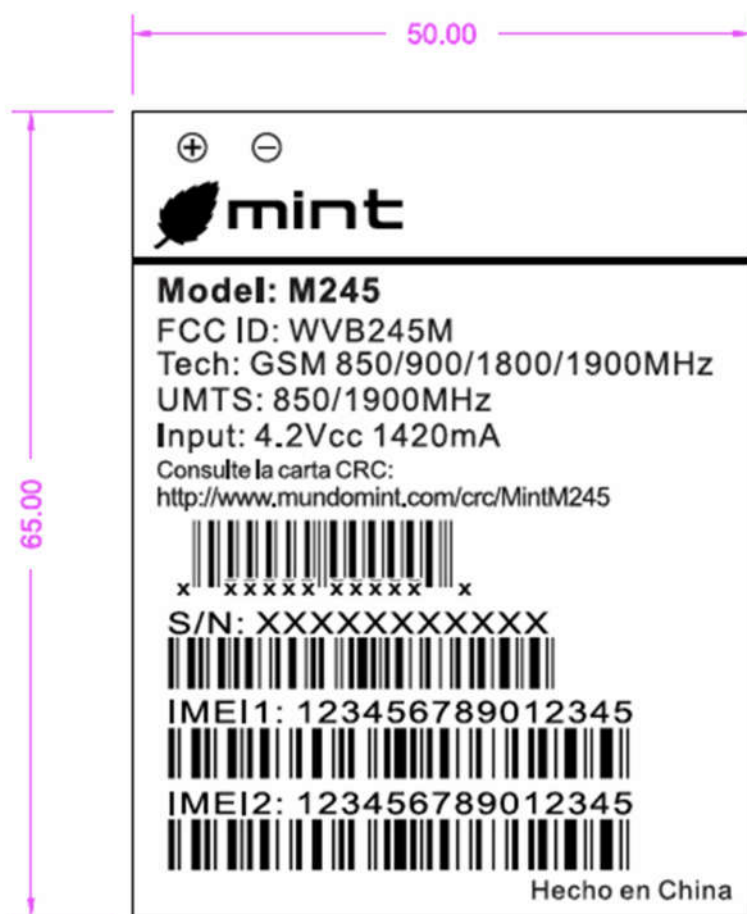 50.00
65.00
⊕ ⊖
mint
Model: M245
FCC ID: WVB245M
Tech: GSM 850/900/1800/1900MHz
UMTS: 850/1900MHz
Input: 4.2Vcc 1420mA
Consulte la carta CRC:
http://www.mundomint.com/crc/MintM245
x xxxxx xxxxx x
S/N: XXXXXXXXXXX
IMEI1: 123456789012345
IMEI2: 123456789012345
Hecho en China